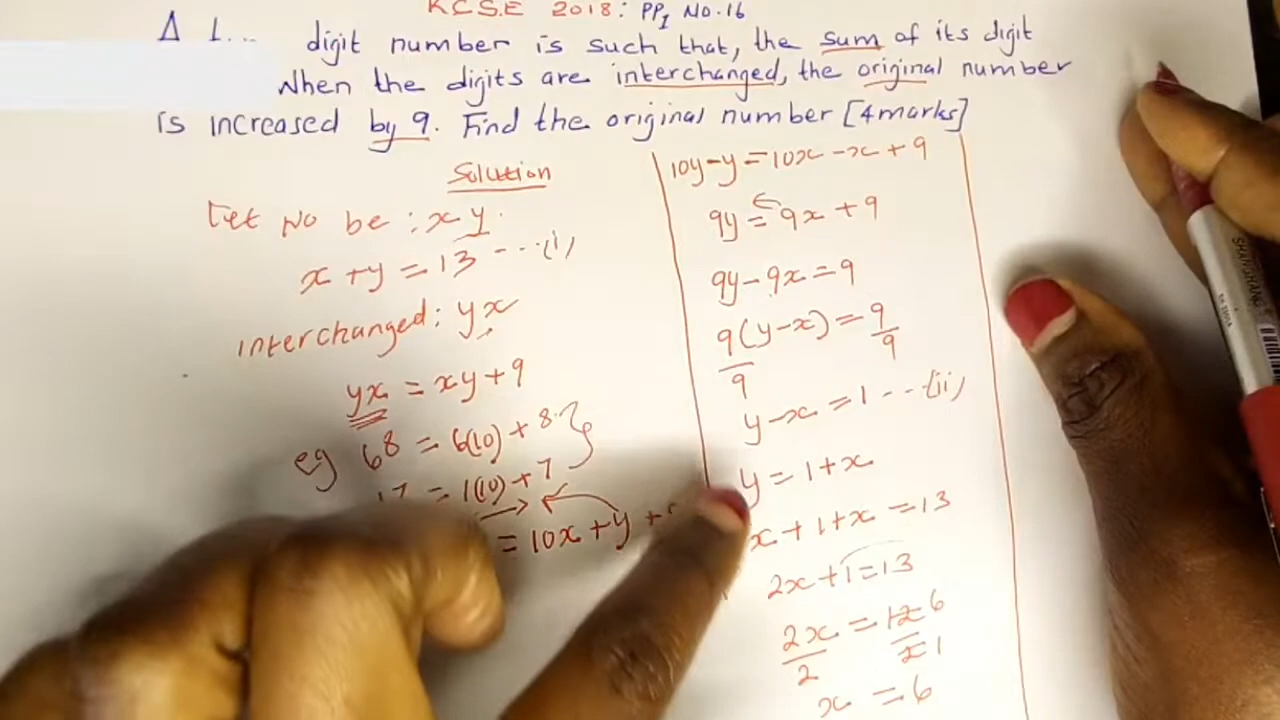 K.C.S.E 2018: PP1 No.16
digit number is such that, the sum of its digit
When the digits are interchanged, the original number
is increased by 9. Find the original number [4marks]
Solution
Let No be: xy.
x + y = 13 ---(i)
interchanged: yx
yx = xy + 9
eg 68 = 6(10) + 8
17 = 1(10) + 7
= 10x + y +
10y - y = 10x - x + 9
9y = 9x + 9
9y - 9x = 9
9(y - x) = 9
9 9
y - x = 1 ---(ii)
y = 1 + x
x + 1 + x = 13
2x + 1 = 13
2x = 12 6
2 2 1
x = 6